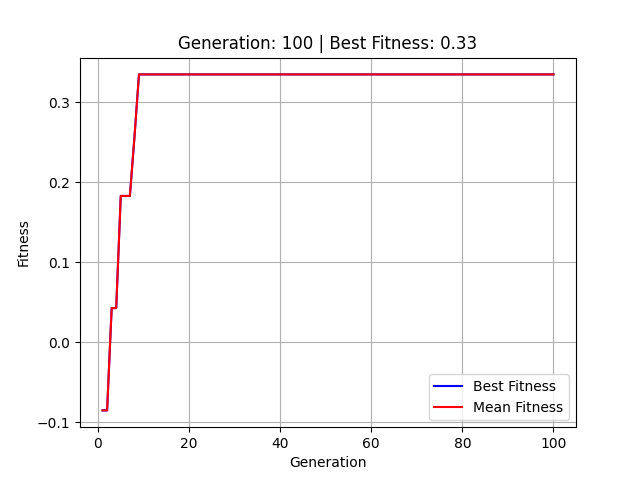 Generation: 100 | Best Fitness: 0.33
Fitness
0.3
0.2
0.1
0.0
−0.1
0
20
40
60
80
100
Generation
Best Fitness
Mean Fitness